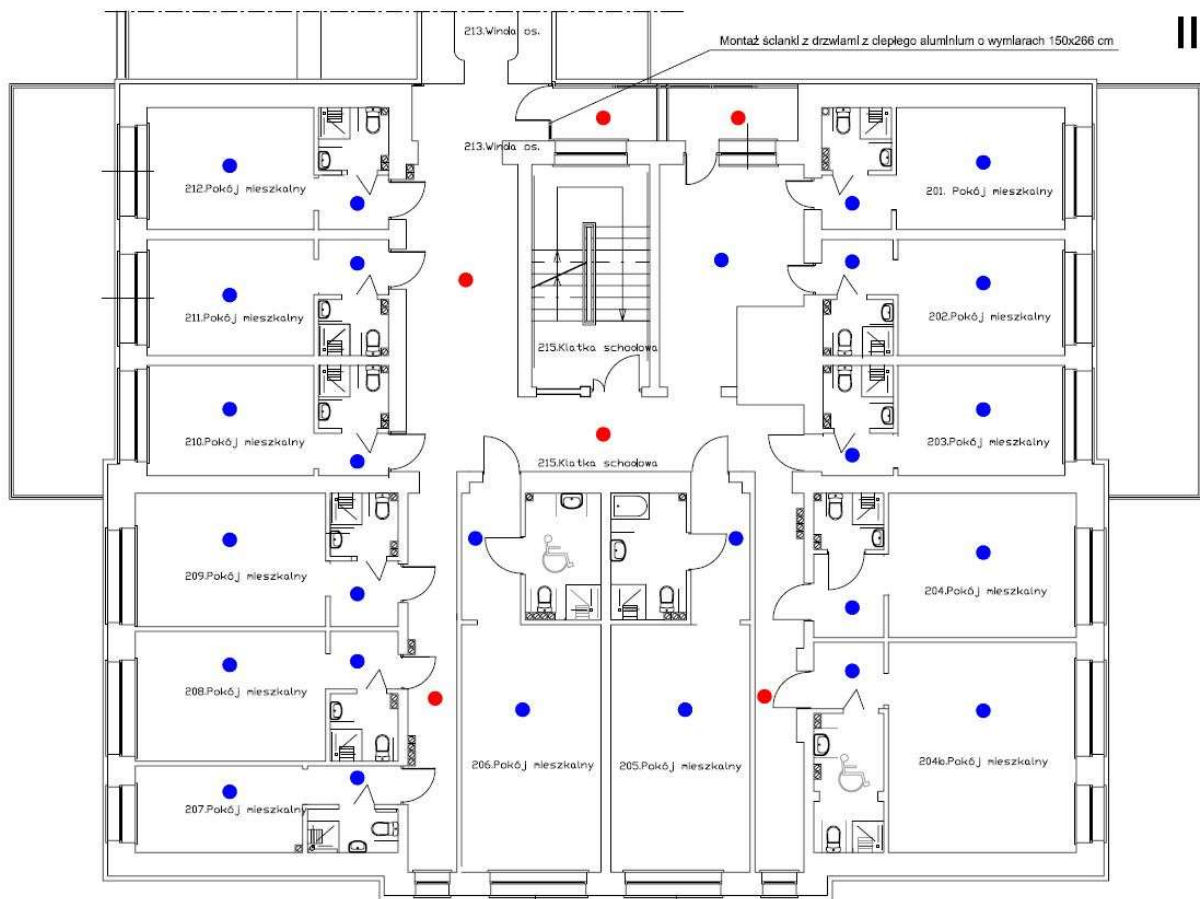 213.Winda os.
II
Montaż ścianki z drzwiami z ciepłego aluminium o wymiarach 150x266 cm
213.Winda os.
212.Pokój mieszkalny
201. Pokój mieszkalny
211.Pokój mieszkalny
202.Pokój mieszkalny
215.Klatka schodowa
210.Pokój mieszkalny
203.Pokój mieszkalny
215.Klatka schodowa
209.Pokój mieszkalny
204.Pokój mieszkalny
208.Pokój mieszkalny
206.Pokój mieszkalny
205.Pokój mieszkalny
204b.Pokój mieszkalny
207.Pokój mieszkalny